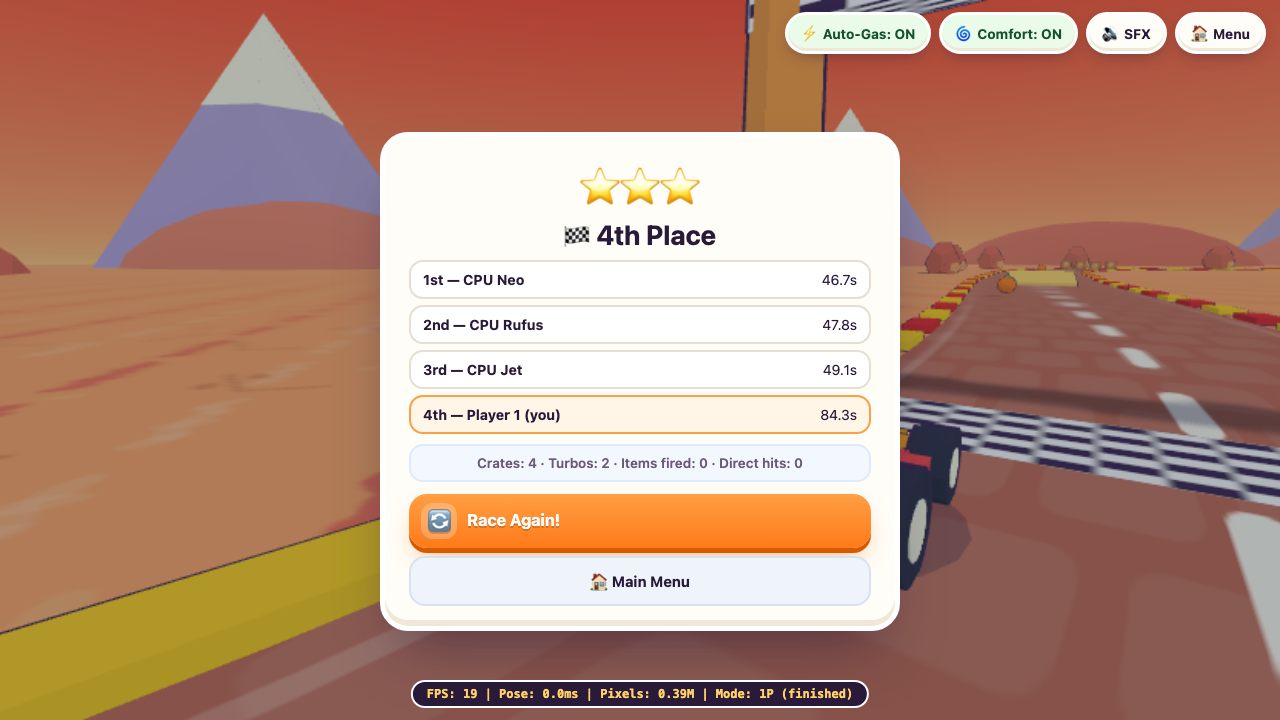 ⚡ Auto-Gas: ON
🌀 Comfort: ON
🔊 SFX
🏠 Menu
⭐⭐⭐
🏁 4th Place
1st — CPU Neo 46.7s
2nd — CPU Rufus 47.8s
3rd — CPU Jet 49.1s
4th — Player 1 (you) 84.3s
Crates: 4 · Turbos: 2 · Items fired: 0 · Direct hits: 0
🔄 Race Again!
🏠 Main Menu
FPS: 19 | Pose: 0.0ms | Pixels: 0.39M | Mode: 1P (finished)